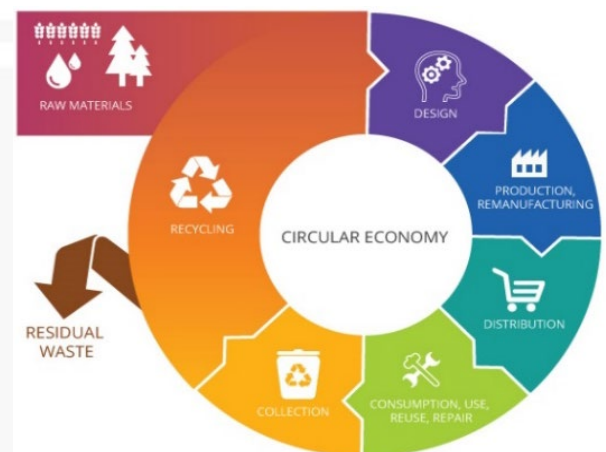 RAW MATERIALS
DESIGN
PRODUCTION,
REMANUFACTURING
RECYCLING
CIRCULAR ECONOMY
DISTRIBUTION
RESIDUAL
WASTE
COLLECTION
CONSUMPTION, USE,
REUSE, REPAIR